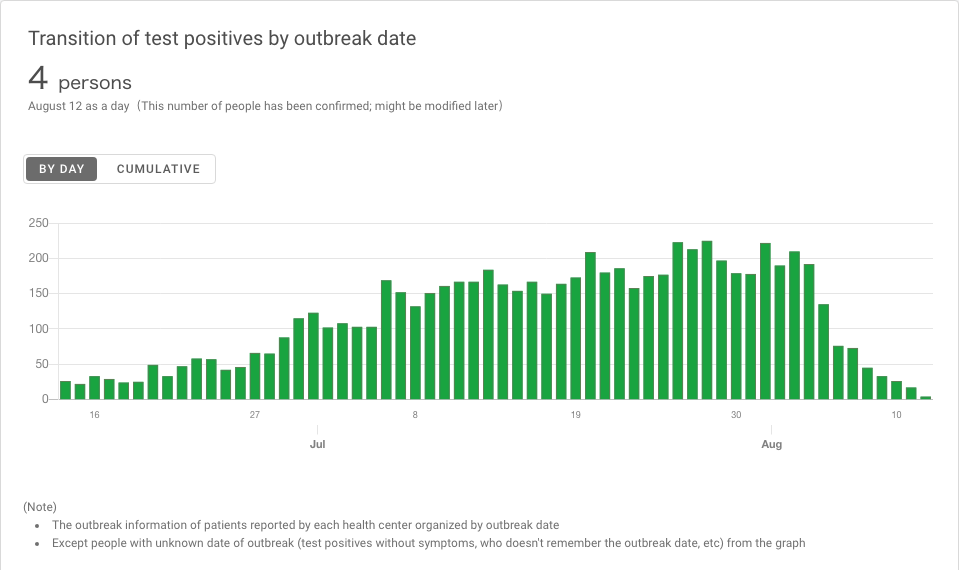 Transition of test positives by outbreak date
4 persons
August 12 as a day (This number of people has been confirmed; might be modified later)
BY DAY CUMULATIVE
250
200
150
100
50
0
16 27 8 19 30 10
Jul Aug
(Note)
• The outbreak information of patients reported by each health center organized by outbreak date
• Except people with unknown date of outbreak (test positives without symptoms, who doesn't remember the outbreak date, etc) from the graph